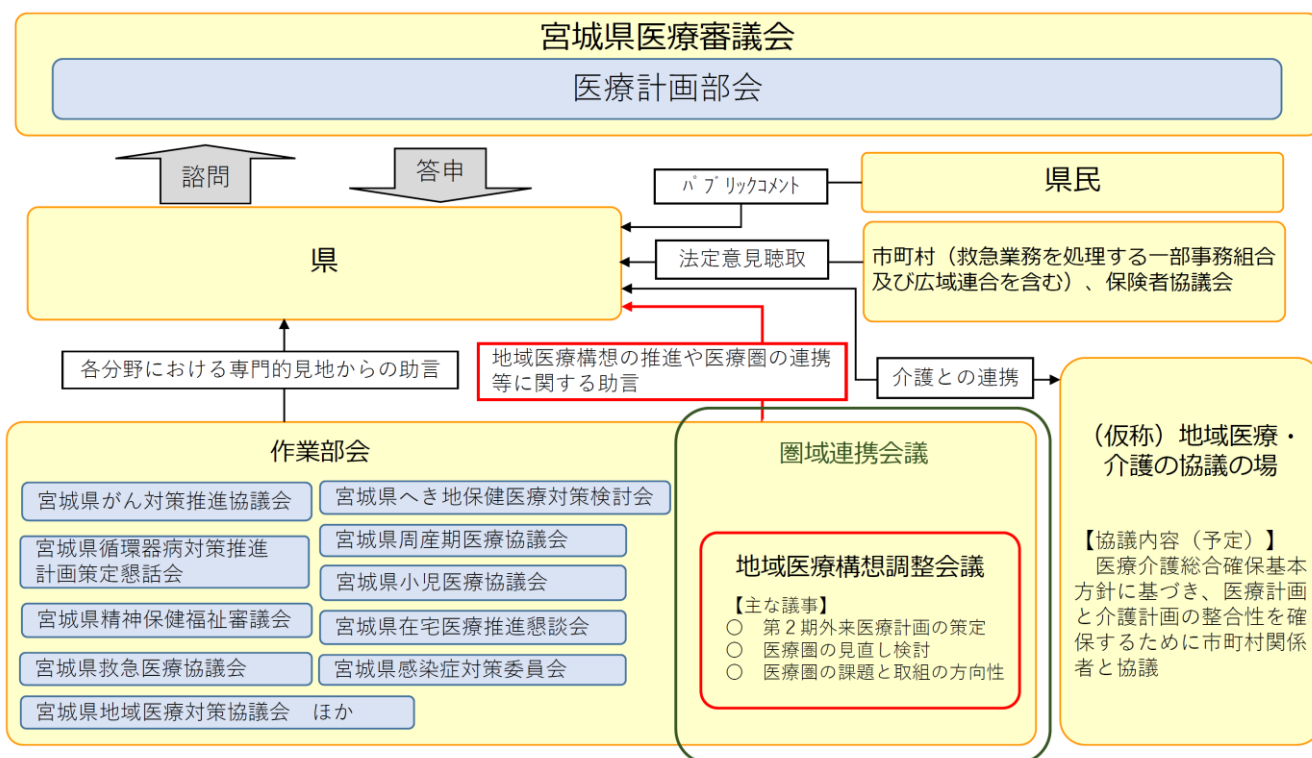 宮城県医療審議会
医療計画部会
諮問
答申
パブリックコメント
県民
県
法定意見聴取
市町村（救急業務を処理する一部事務組合
及び広域連合を含む）、保険者協議会
各分野における専門的見地からの助言
地域医療構想の推進や医療圏の連携
等に関する助言
介護との連携
作業部会
宮城県がん対策推進協議会
宮城県循環器病対策推進
計画策定懇話会
宮城県精神保健福祉審議会
宮城県救急医療協議会
宮城県地域医療対策協議会　ほか
宮城県へき地保健医療対策検討会
宮城県周産期医療協議会
宮城県小児医療協議会
宮城県在宅医療推進懇談会
宮城県感染症対策委員会
圏域連携会議
地域医療構想調整会議
【主な議事】
○　第２期外来医療計画の策定
○　医療圏の見直し検討
○　医療圏の課題と取組の方向性
（仮称）地域医療・
介護の協議の場
【協議内容（予定）】
医療介護総合確保基本
方針に基づき、医療計画
と介護計画の整合性を確
保するために市町村関係
者と協議